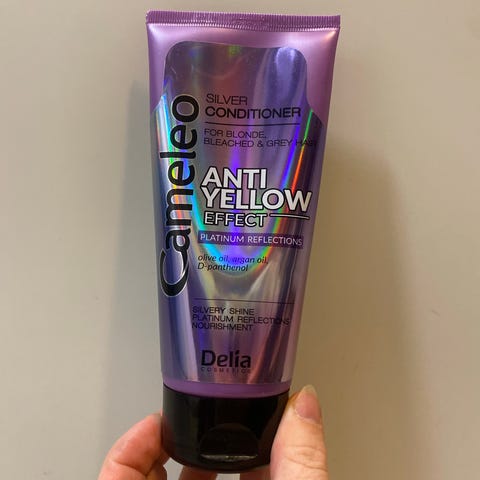 Cameleo
SILVER
CONDITIONER
FOR BLONDE,
BLEACHED & GREY HAIR
ANTI
YELLOW
EFFECT
PLATINUM REFLECTIONS
olive oil, argan oil,
D-panthenol
SILVERY SHINE
PLATINUM REFLECTIONS
NOURISHMENT
Delia
COSMETICS